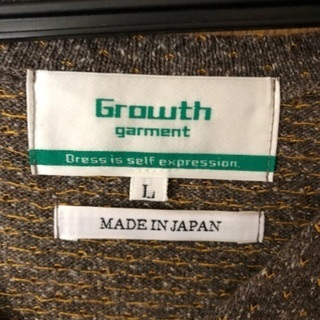 Growth
garment
Dress is self expression.
L
MADE IN JAPAN